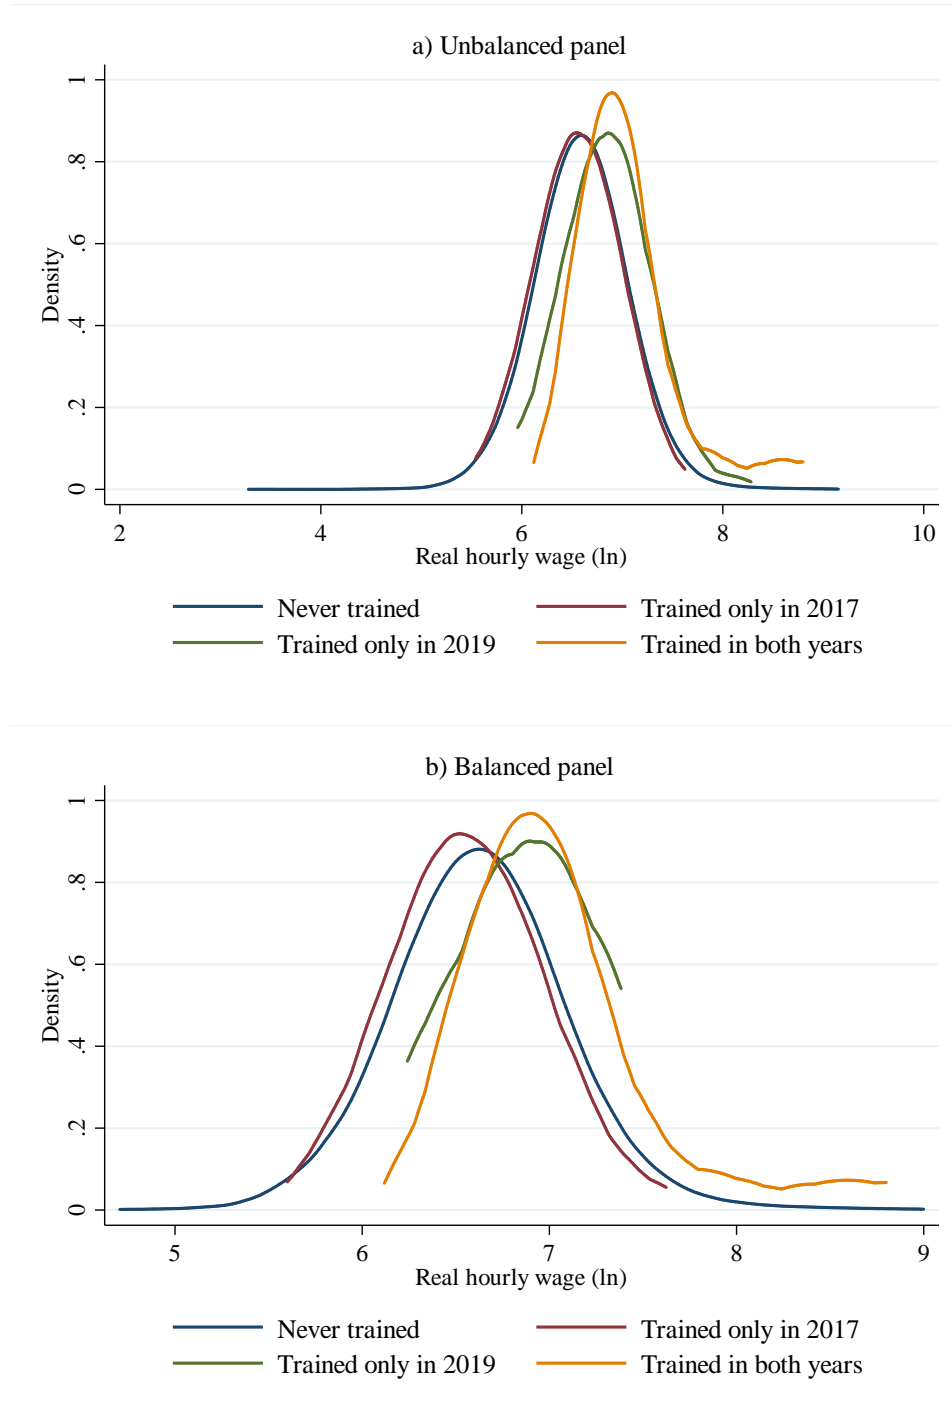 a) Unbalanced panel
1
.8
.6
.4
.2
0
Density
2 4 6 8 10
Real hourly wage (ln)
Never trained Trained only in 2017
Trained only in 2019 Trained in both years
b) Balanced panel
1
.8
.6
.4
.2
0
Density
5 6 7 8 9
Real hourly wage (ln)
Never trained Trained only in 2017
Trained only in 2019 Trained in both years